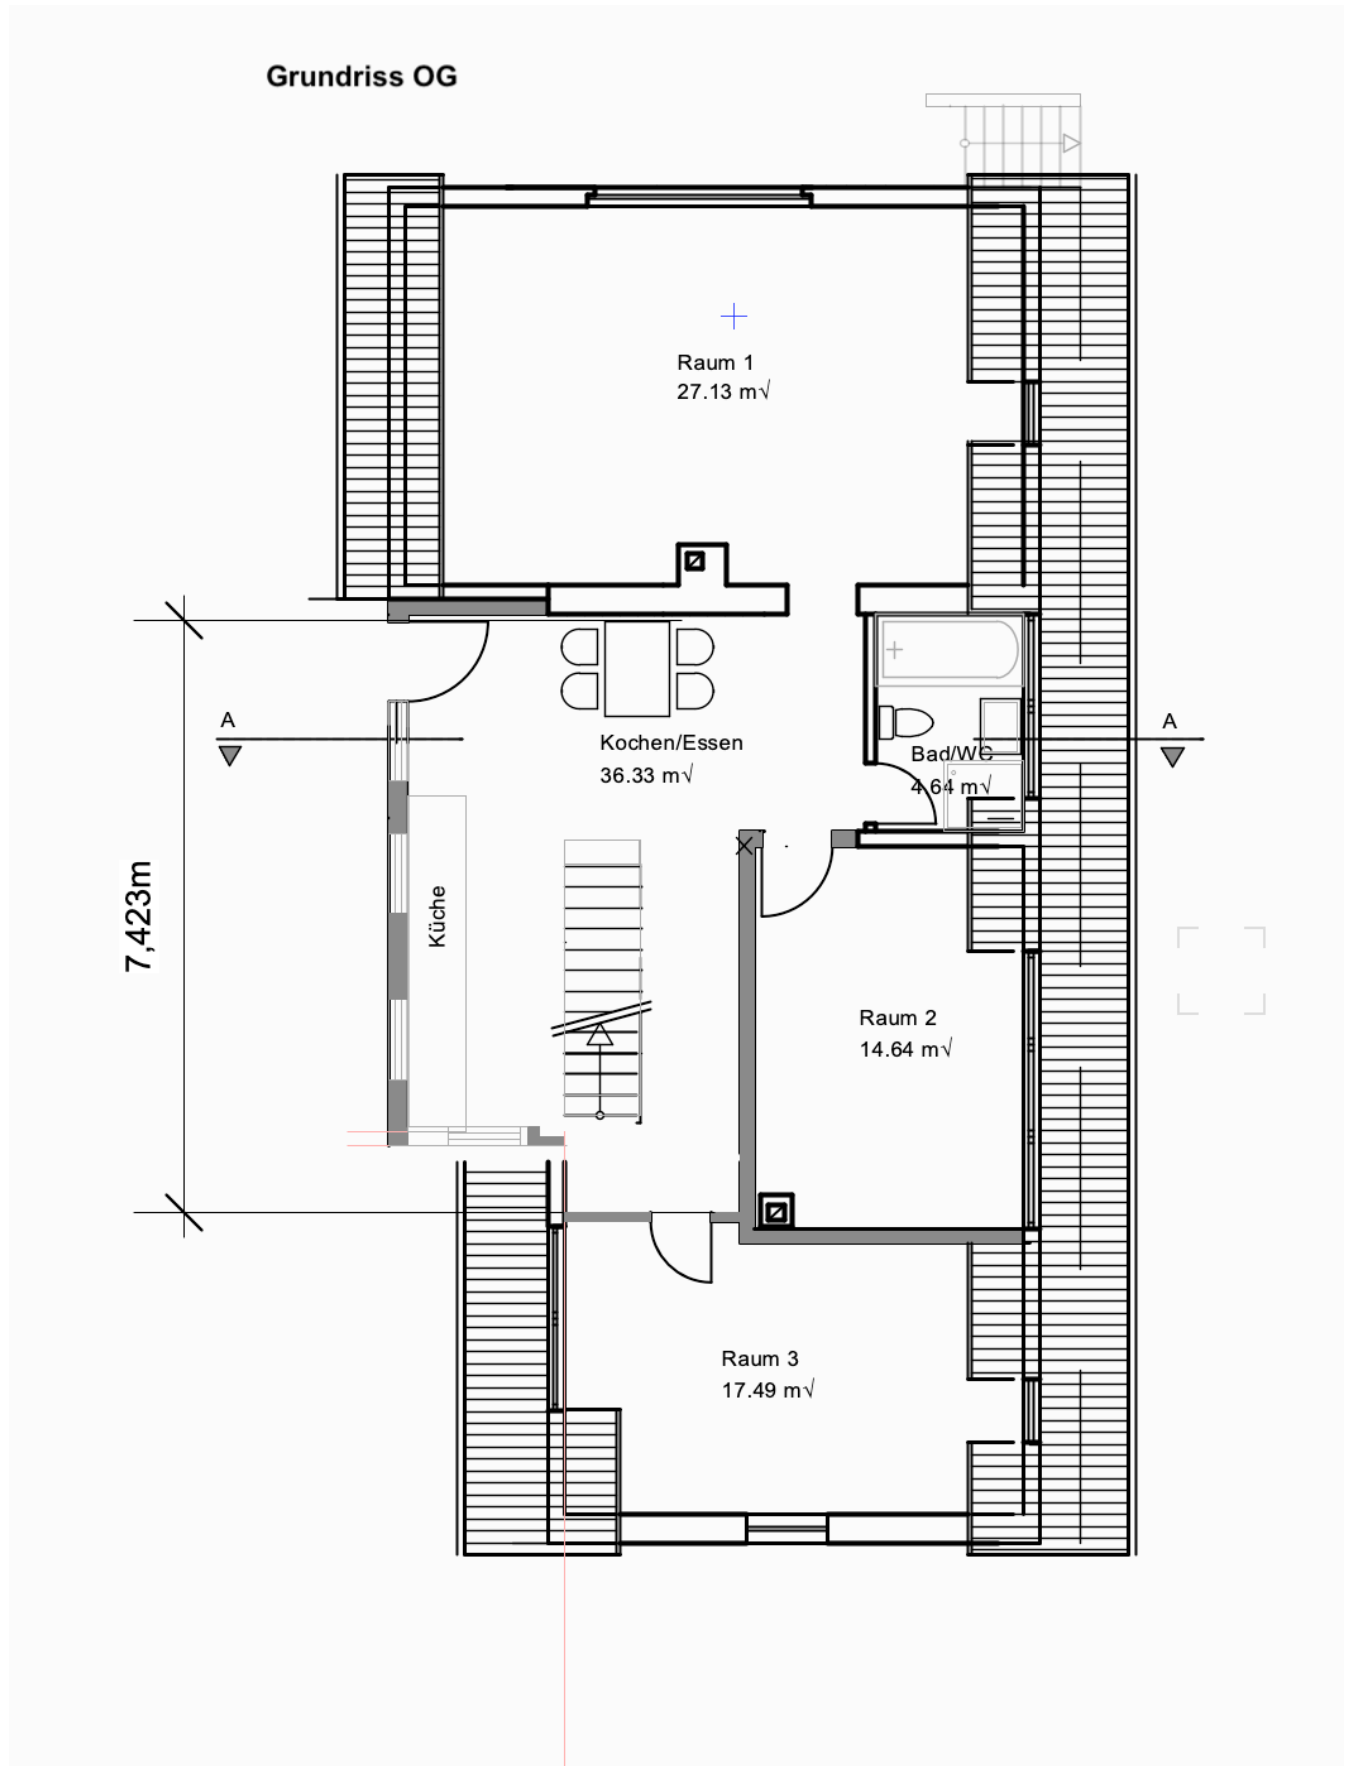 Grundriss OG
Raum 1
27.13 m√
A
Kochen/Essen
36.33 m√
Bad/WC
4.64 m√
A
7,423m
Küche
Raum 2
14.64 m√
Raum 3
17.49 m√